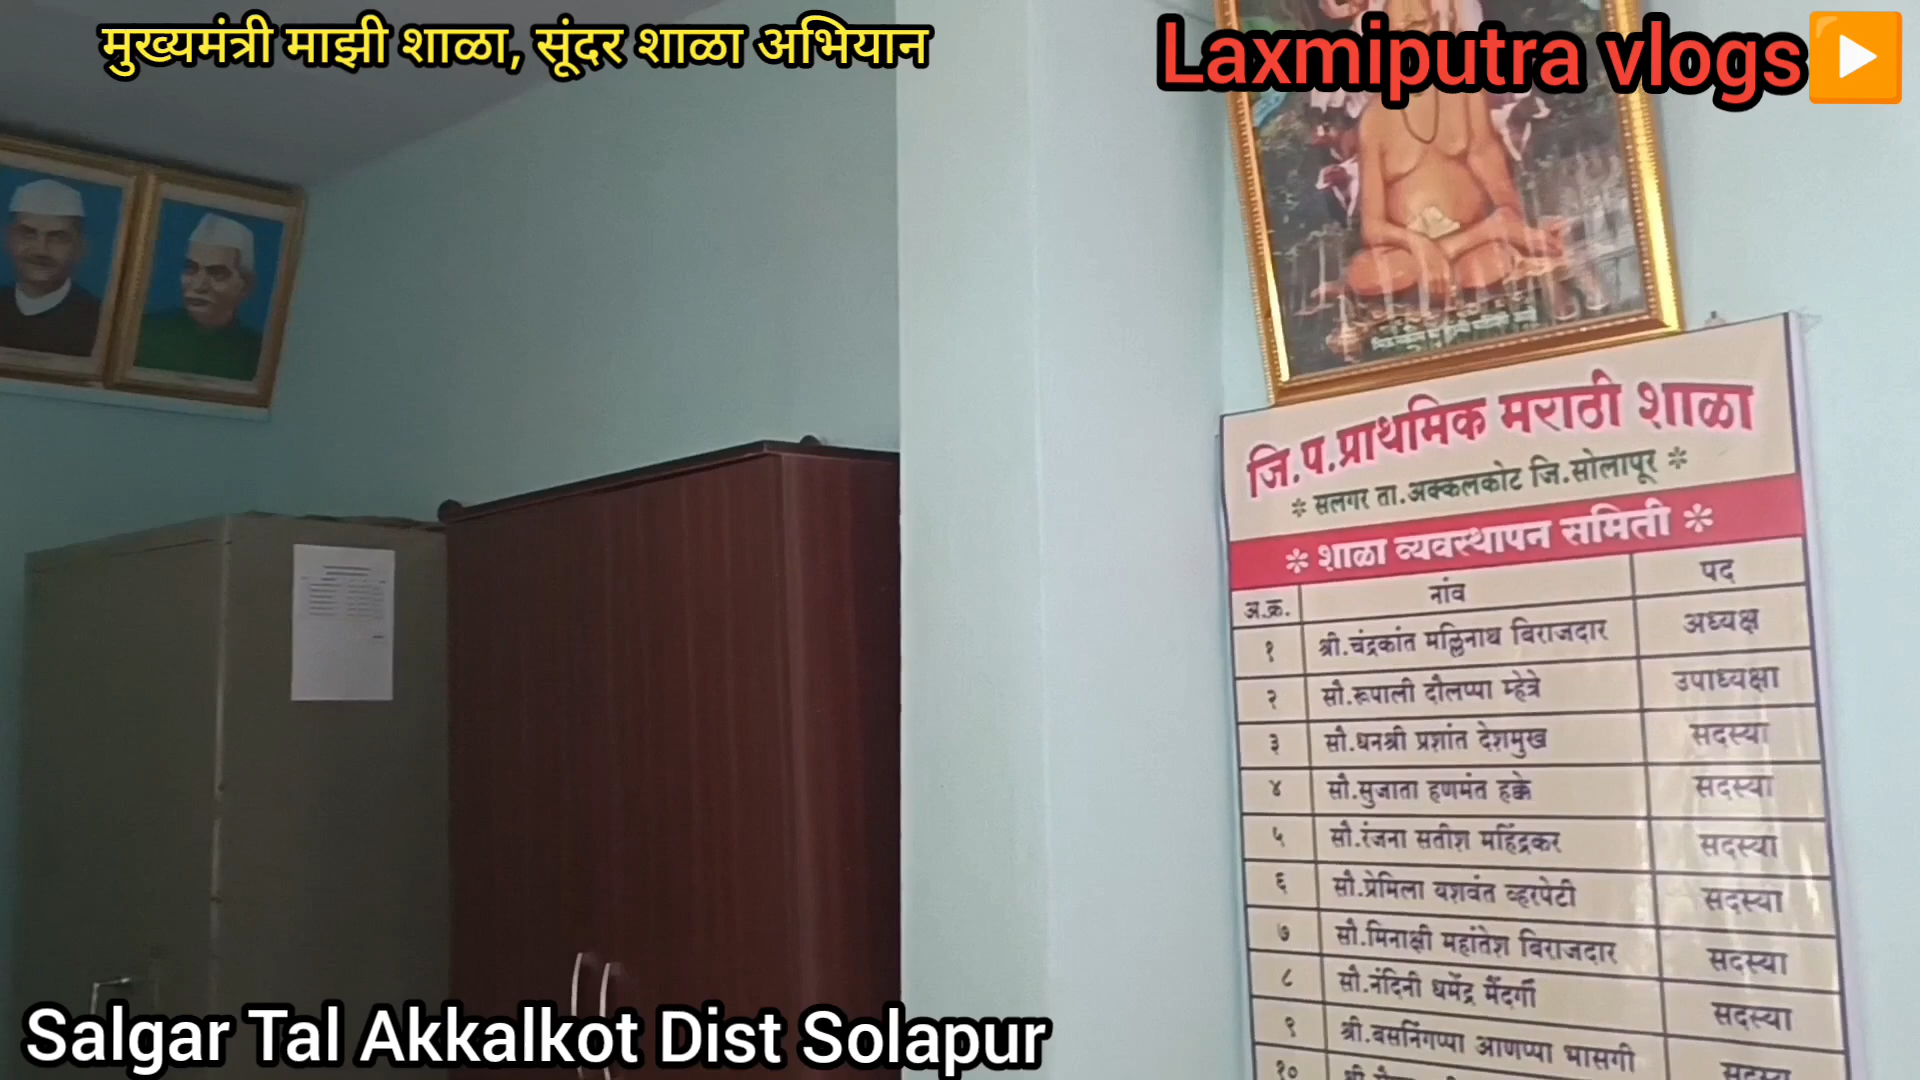 मुख्यमंत्री माझी शाळा, सूंदर शाळा अभियान
Laxmiputra vlogs
जि.प.प्राथमिक मराठी शाळा
सलगर ता.अक्कलकोट जि.सोलापूर
शाळा व्यवस्थापन समिती
अ.क्र. नांव पद
१ श्री.चंद्रकांत मल्लिनाथ बिराजदार अध्यक्ष
२ सौ.रूपाली दौलप्पा म्हेत्रे उपाध्यक्षा
३ सौ.धनश्री प्रशांत देशमुख सदस्या
४ सौ.सुजाता हणमंत हक्के सदस्या
५ सौ.रंजना सतीश महिंद्रकर सदस्या
६ सौ.प्रेमिला यशवंत व्हरपेटी सदस्या
७ सौ.मिनाक्षी महांतेश बिराजदार सदस्या
८ सौ.नंदिनी धर्मेंद्र मेंदर्गी सदस्या
९ श्री.बसनिंगप्पा आणप्पा भासगी
१०
Salgar Tal Akkalkot Dist Solapur